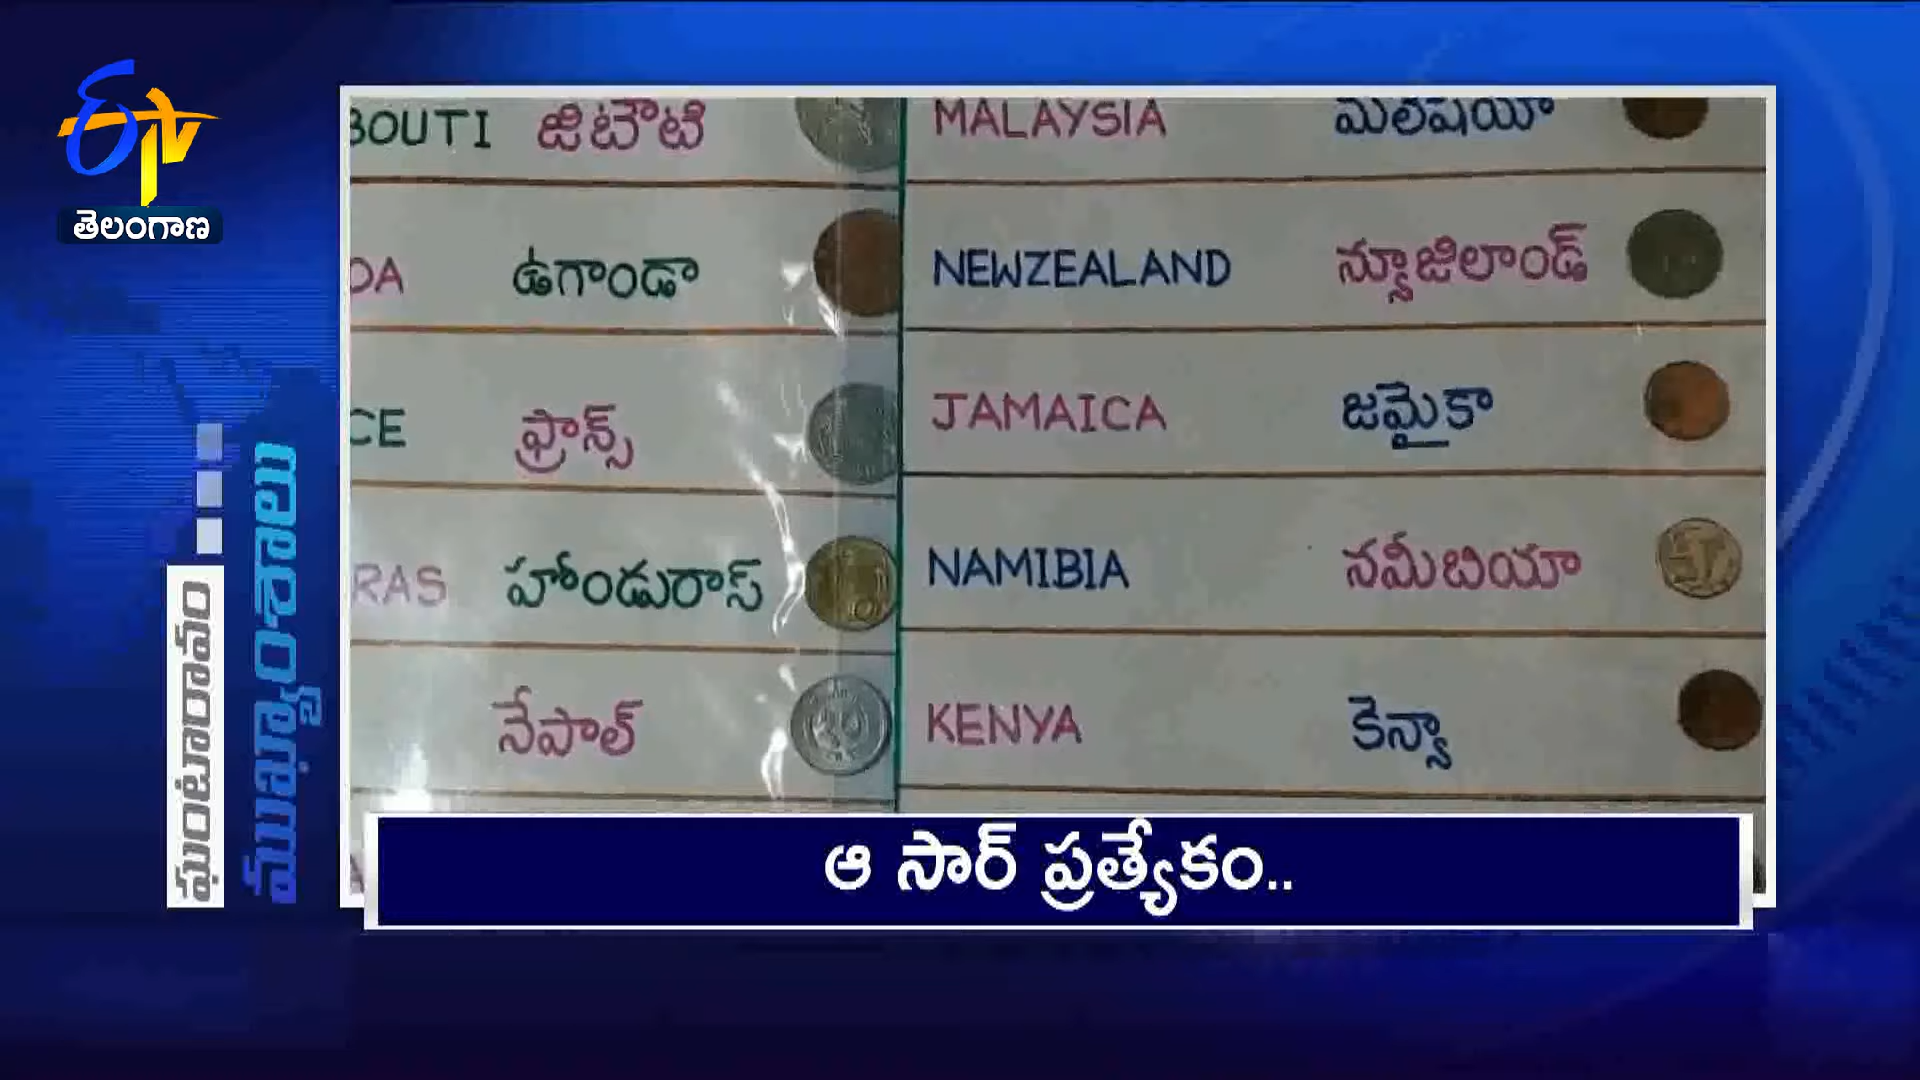 ETV
తెలంగాణ
ఘంటారావం
ముఖ్యాంశాలు
BOUTI జిబౌటి
MALAYSIA మలేషియా
DA ఉగాండా
NEWZEALAND న్యూజిలాండ్
CE ఫ్రాన్స్
JAMAICA జమైకా
RAS హోండురాస్
NAMIBIA నమీబియా
నేపాల్
KENYA కెన్యా
ఆ సార్ ప్రత్యేకం..